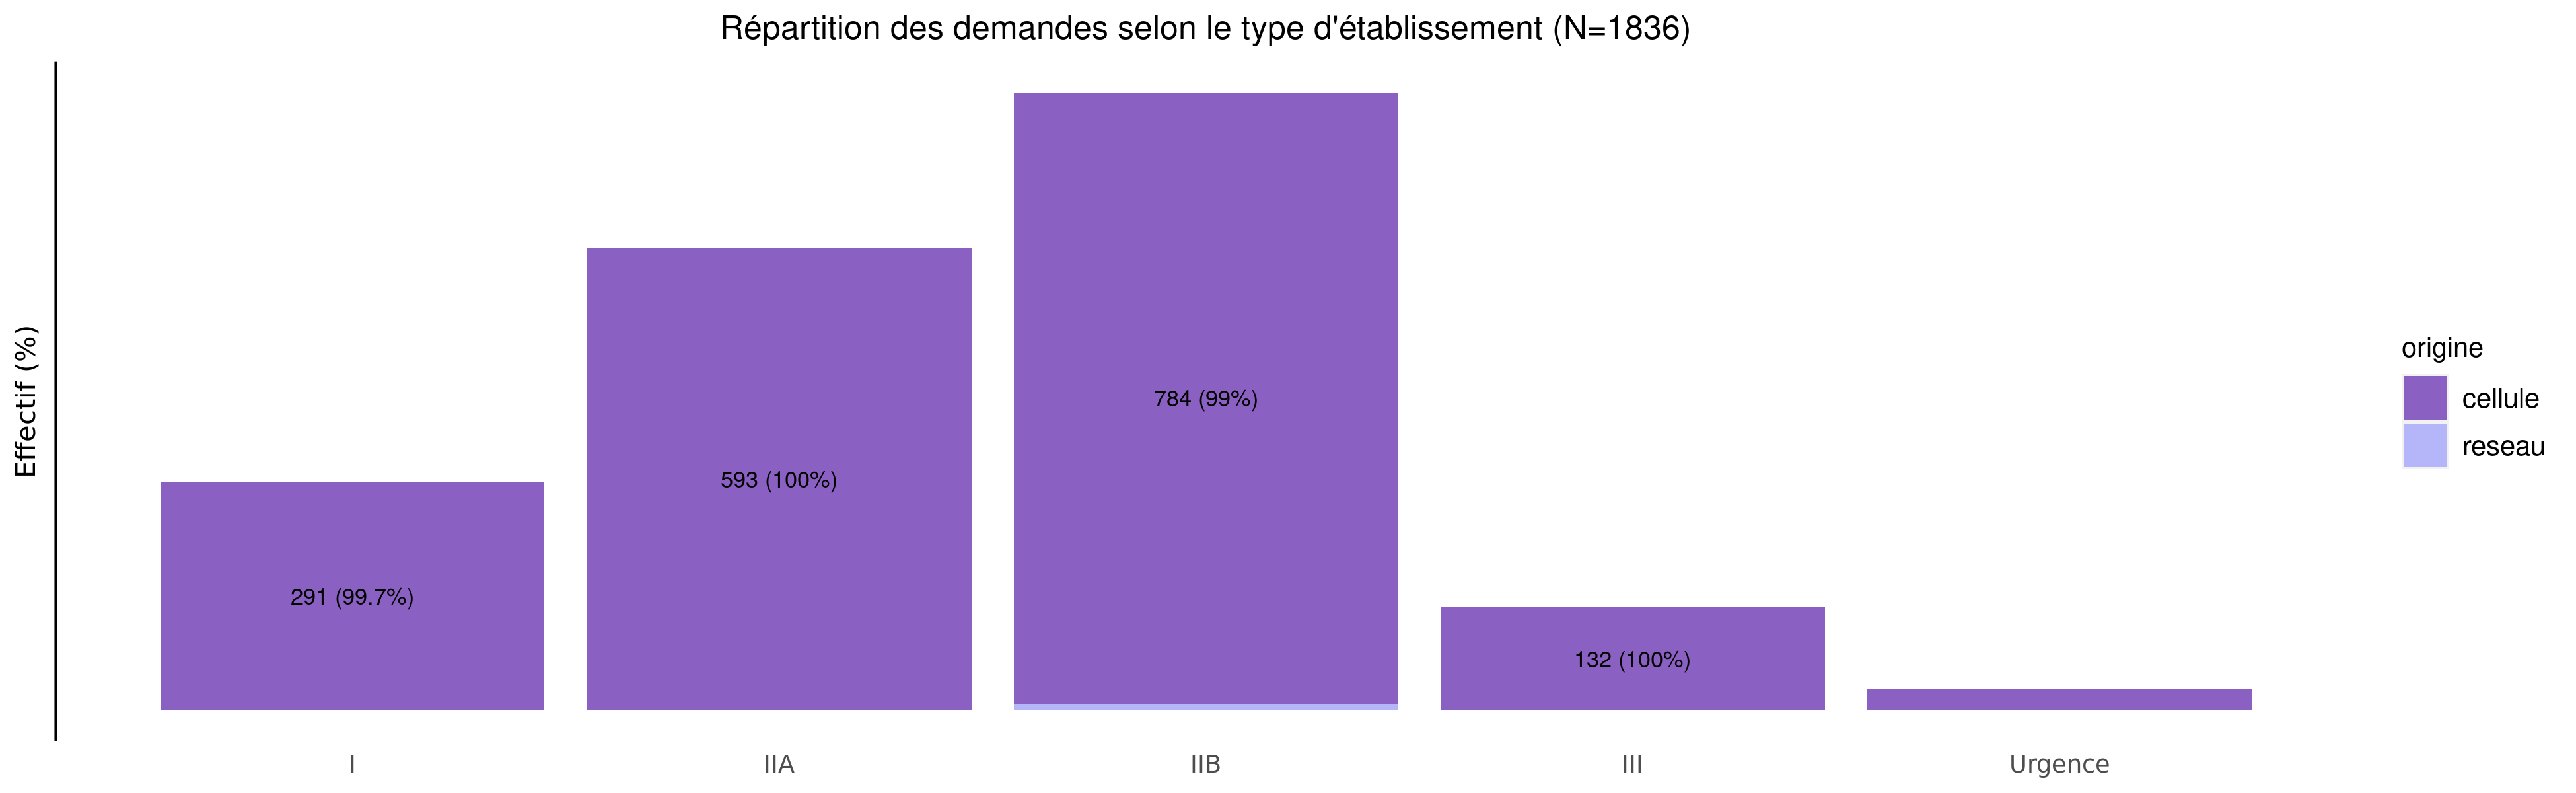 Répartition des demandes selon le type d'établissement (N=1836)
Effectif (%)
291 (99.7%)
593 (100%)
784 (99%)
132 (100%)
I
IIA
IIB
III
Urgence
origine
cellule
reseau